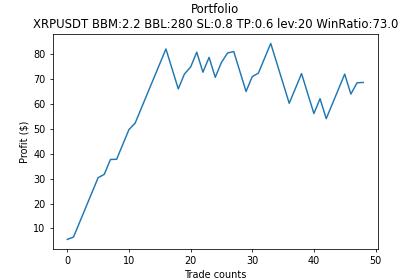 Portfolio
XRPUSDT BBM:2.2 BBL:280 SL:0.8 TP:0.6 lev:20 WinRatio:73.0
Profit ($)
80
70
60
50
40
30
20
10
0 10 20 30 40 50
Trade counts